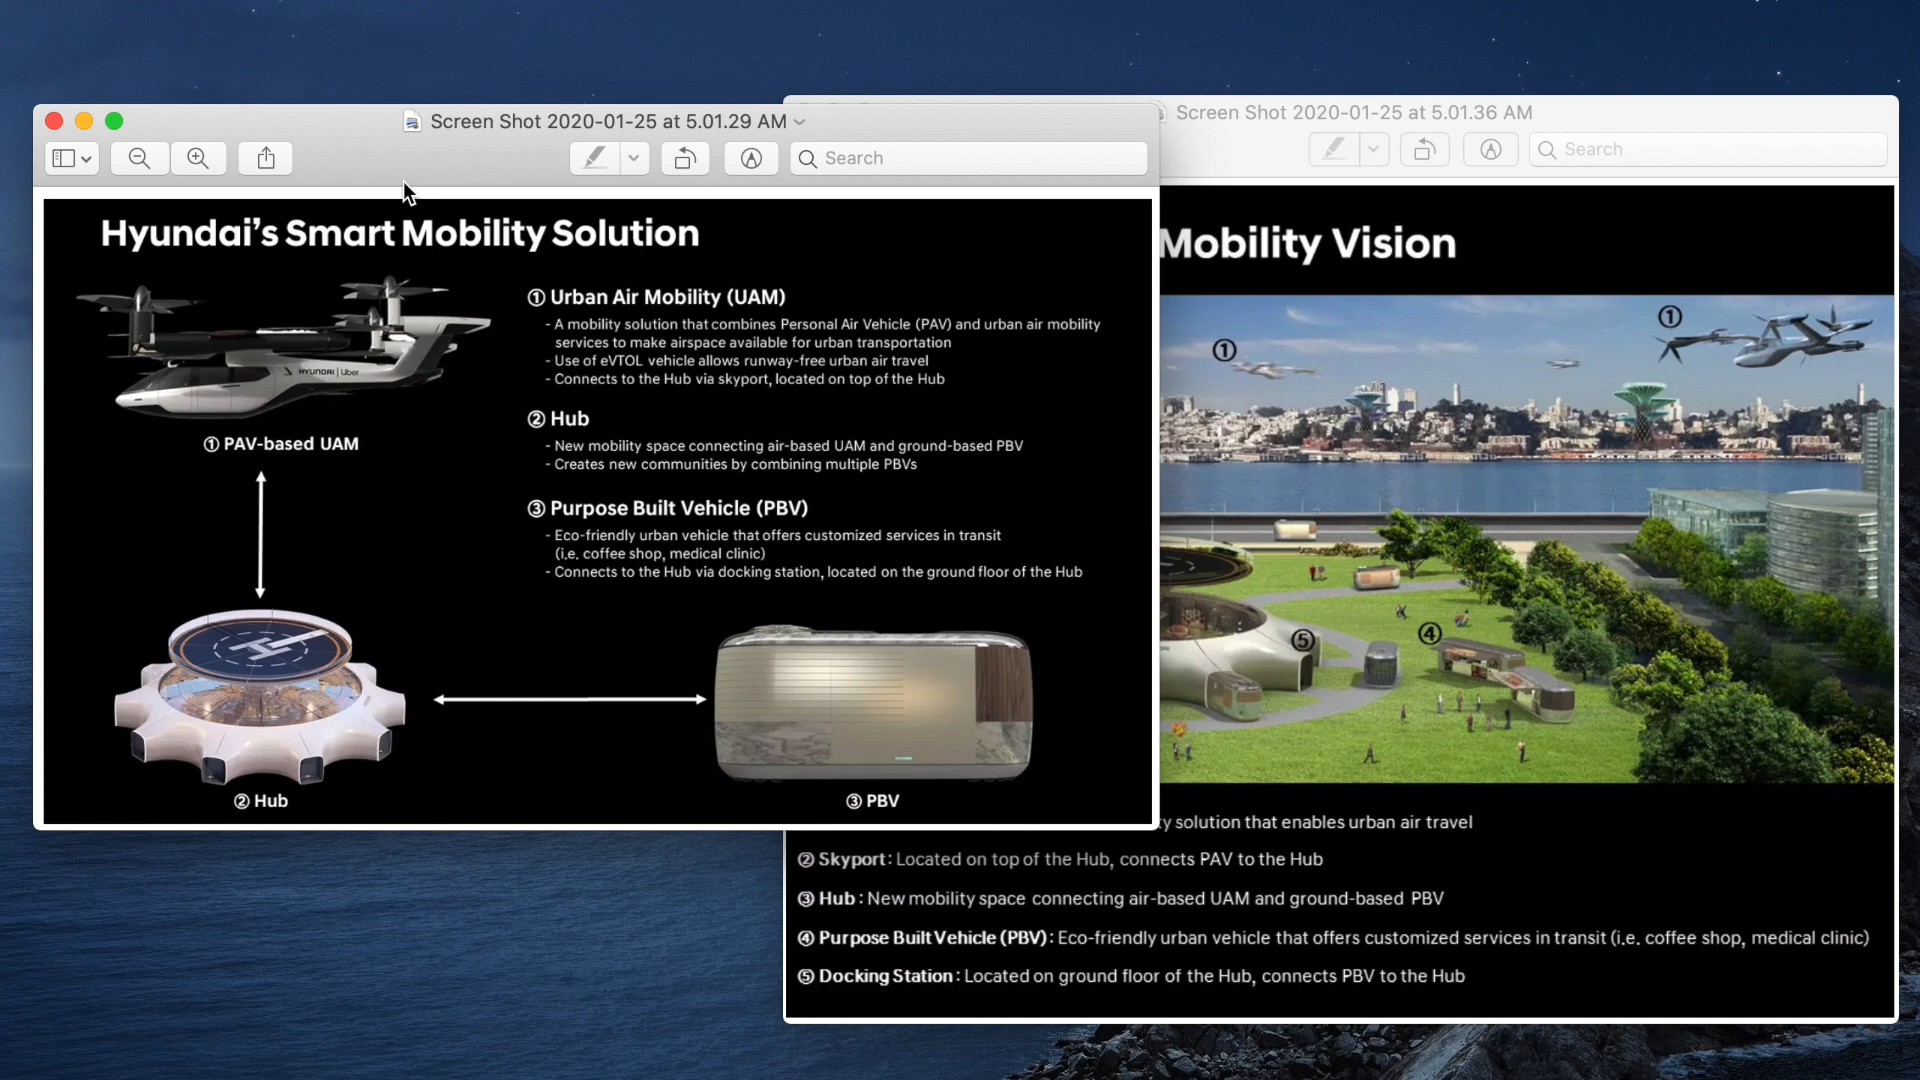 Screen Shot 2020-01-25 at 5.01.29 AM
Search
Hyundai's Smart Mobility Solution
HYUNDAI | Uber
① PAV-based UAM
① Urban Air Mobility (UAM)
- A mobility solution that combines Personal Air Vehicle (PAV) and urban air mobility
services to make airspace available for urban transportation
- Use of eVTOL vehicle allows runway-free urban air travel
- Connects to the Hub via skyport, located on top of the Hub
② Hub
- New mobility space connecting air-based UAM and ground-based PBV
- Creates new communities by combining multiple PBVs
③ Purpose Built Vehicle (PBV)
- Eco-friendly urban vehicle that offers customized services in transit
(i.e. coffee shop, medical clinic)
- Connects to the Hub via docking station, located on the ground floor of the Hub
H
② Hub
③ PBV
Screen Shot 2020-01-25 at 5.01.36 AM
Search
Mobility Vision
①
①
⑤
④
solution that enables urban air travel
② Skyport: Located on top of the Hub, connects PAV to the Hub
③ Hub: New mobility space connecting air-based UAM and ground-based PBV
④ Purpose Built Vehicle (PBV): Eco-friendly urban vehicle that offers customized services in transit (i.e. coffee shop, medical clinic)
⑤ Docking Station: Located on ground floor of the Hub, connects PBV to the Hub